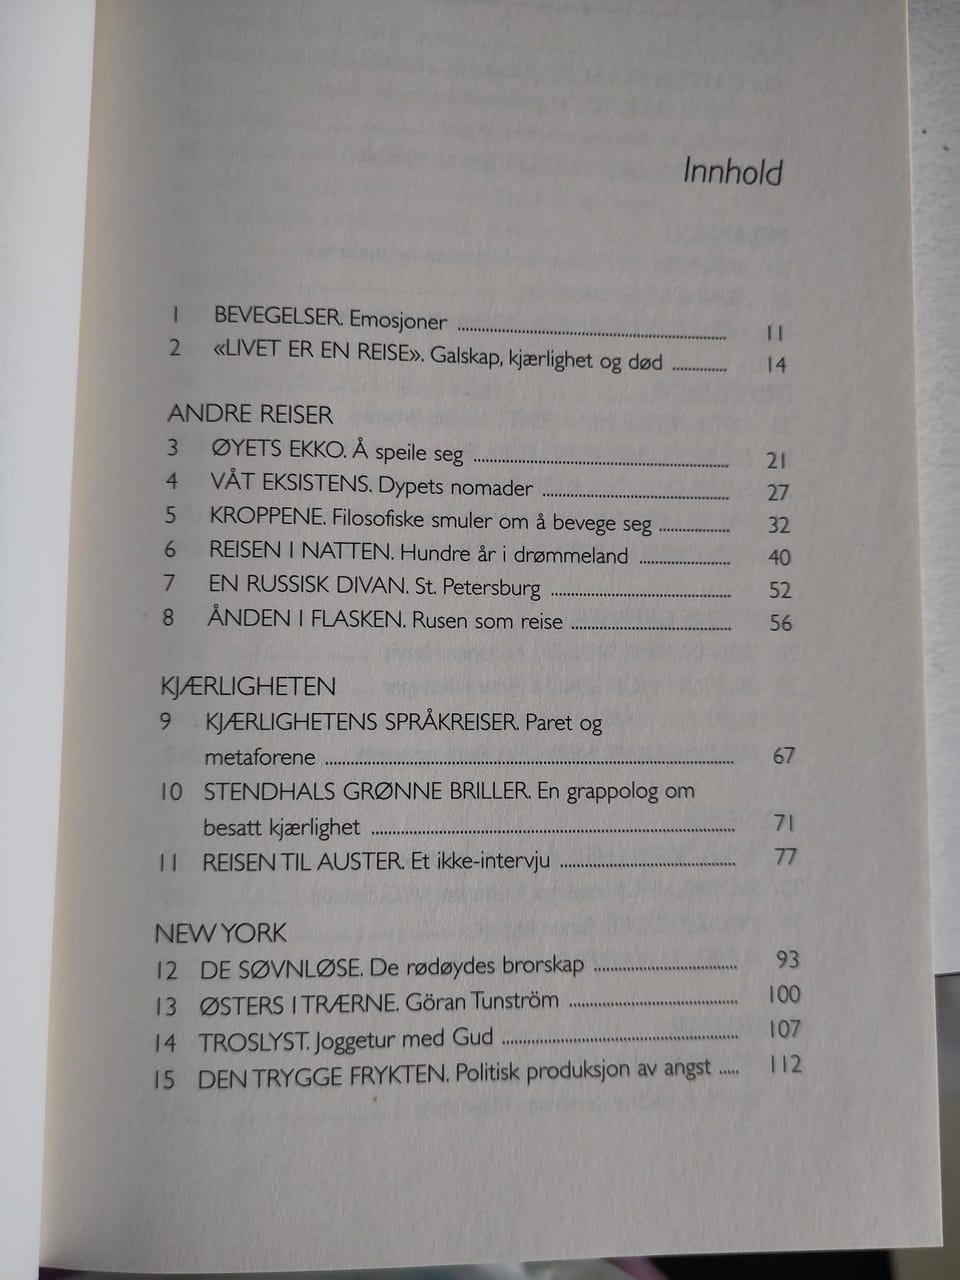 Innhold
1 BEVEGELSER. Emosjoner ........ 11
2 «LIVET ER EN REISE». Galskap, kjærlighet og død ........ 14
ANDRE REISER
3 ØYETS EKKO. Å speile seg ........ 21
4 VÅT EKSISTENS. Dypets nomader ........ 27
5 KROPPENE. Filosofiske smuler om å bevege seg ........ 32
6 REISEN I NATTEN. Hundre år i drømmeland ........ 40
7 EN RUSSISK DIVAN. St. Petersburg ........ 52
8 ÅNDEN I FLASKEN. Rusen som reise ........ 56
KJÆRLIGHETEN
9 KJÆRLIGHETENS SPRÅKREISER. Paret og
metaforene ........ 67
10 STENDHALS GRØNNE BRILLER. En grappolog om
besatt kjærlighet ........ 71
11 REISEN TIL AUSTER. Et ikke-intervju ........ 77
NEW YORK
12 DE SØVNLØSE. De rødøydes brorskap ........ 93
13 ØSTERS I TRÆRNE. Göran Tunström ........ 100
14 TROSLYST. Joggetur med Gud ........ 107
15 DEN TRYGGE FRYKTEN. Politisk produksjon av angst ..... 112